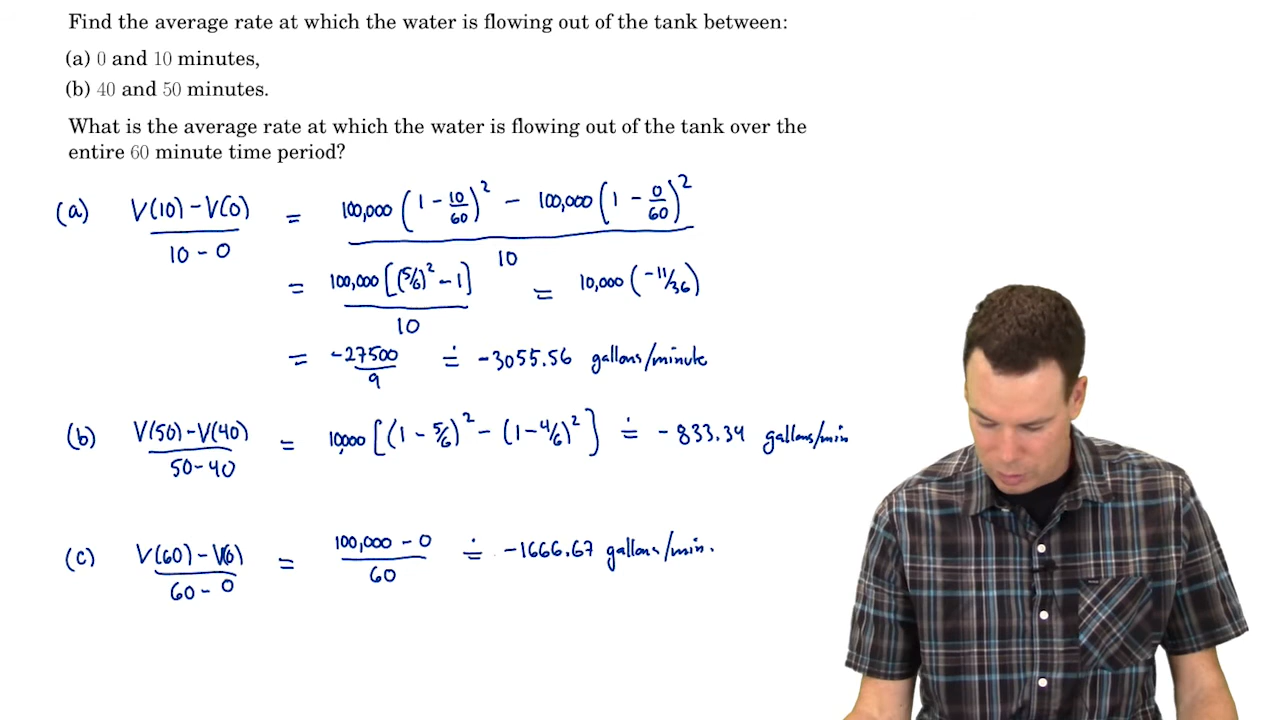 Find the average rate at which the water is flowing out of the tank between:
(a) 0 and 10 minutes,
(b) 40 and 50 minutes.
What is the average rate at which the water is flowing out of the tank over the
entire 60 minute time period?
(a) (V(10) - V(0))/(10 - 0) = (100,000 (1 - 10/60)^2 - 100,000 (1 - 0/60)^2)/10
= (100,000 [(5/6)^2 - 1])/10 = 10,000 (-11/36)
= -27500/9 ≐ -3055.56 gallons/minute
(b) (V(50) - V(40))/(50 - 40) = 10,000 [(1 - 5/6)^2 - (1 - 4/6)^2] ≐ -833.34 gallons/min
(c) (V(60) - V(0))/(60 - 0) = (100,000 - 0)/60 ≐ -1666.67 gallons/min.